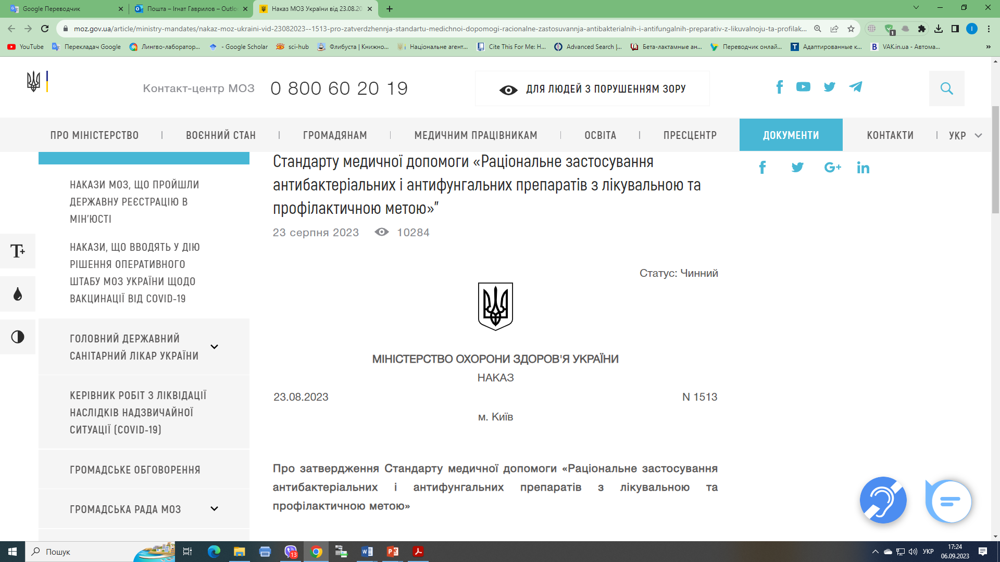 Google Переводчик
Пошта – Ігнат Гаврилов – Outlo
Наказ МОЗ України від 23.08.20
moz.gov.ua/article/ministry-mandates/nakaz-moz-ukraini-vid-23082023--1513-pro-zatverdzhennja-standartu-medichnoi-dopomogi-racionalne-zastosuvannja-antibakterialnih-i-antifungalnih-preparativ-z-likuvalnoju-ta-profilak...
1
I
YouTube
Перекладач Google
Лингво-лаборатор...
- Google Scholar
sci-hub
Флибуста | Книжно...
Національне агент...
Cite This For Me: H...
Advanced Search |...
Бета-лактамные ан...
Переводчик онлай...
Адаптированные к...
VAK.in.ua - Автома...
»
Контакт-центр МОЗ
0 800 60 20 19
ДЛЯ ЛЮДЕЙ З ПОРУШЕННЯМ ЗОРУ
ПРО МІНІСТЕРСТВО
ВОЄННИЙ СТАН
ГРОМАДЯНАМ
МЕДИЧНИМ ПРАЦІВНИКАМ
ОСВІТА
ПРЕСЦЕНТР
ДОКУМЕНТИ
КОНТАКТИ
УКР
НАКАЗИ МОЗ, ЩО ПРОЙШЛИ
ДЕРЖАВНУ РЕЄСТРАЦІЮ В
МІН'ЮСТІ
НАКАЗИ, ЩО ВВОДЯТЬ У ДІЮ
РІШЕННЯ ОПЕРАТИВНОГО
ШТАБУ МОЗ УКРАЇНИ ЩОДО
ВАКЦИНАЦІЇ ВІД COVID-19
ГОЛОВНИЙ ДЕРЖАВНИЙ
САНІТАРНИЙ ЛІКАР УКРАЇНИ
КЕРІВНИК РОБІТ З ЛІКВІДАЦІЇ
НАСЛІДКІВ НАДЗВИЧАЙНОЇ
СИТУАЦІЇ (COVID-19)
ГРОМАДСЬКЕ ОБГОВОРЕННЯ
ГРОМАДСЬКА РАДА МОЗ
T+
Стандарту медичної допомоги «Раціональне застосування
антибактеріальних і антифунгальних препаратів з лікувальною та
профілактичною метою»"
23 серпня 2023
10284
Статус: Чинний
МІНІСТЕРСТВО ОХОРОНИ ЗДОРОВ'Я УКРАЇНИ
НАКАЗ
23.08.2023
N 1513
м. Київ
Про затвердження Стандарту медичної допомоги «Раціональне застосування
антибактеріальних і антифунгальних препаратів з лікувальною та
профілактичною метою»
Пошук
13
УКР
17:24
06.09.2023